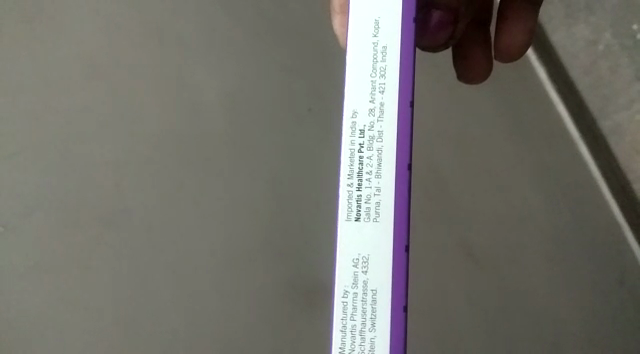 Manufactured by :
Novartis Pharma Stein AG.,
Schaffhauserstrasse, 4332,
Stein, Switzerland.
Imported & Marketed in India by:
Novartis Healthcare Pvt. Ltd.,
Gala No. 1-A & 2-A, Bldg. No. 28, Arihant Compound, Kopar,
Purna, Tal - Bhiwandi, Dist - Thane - 421 302, India.